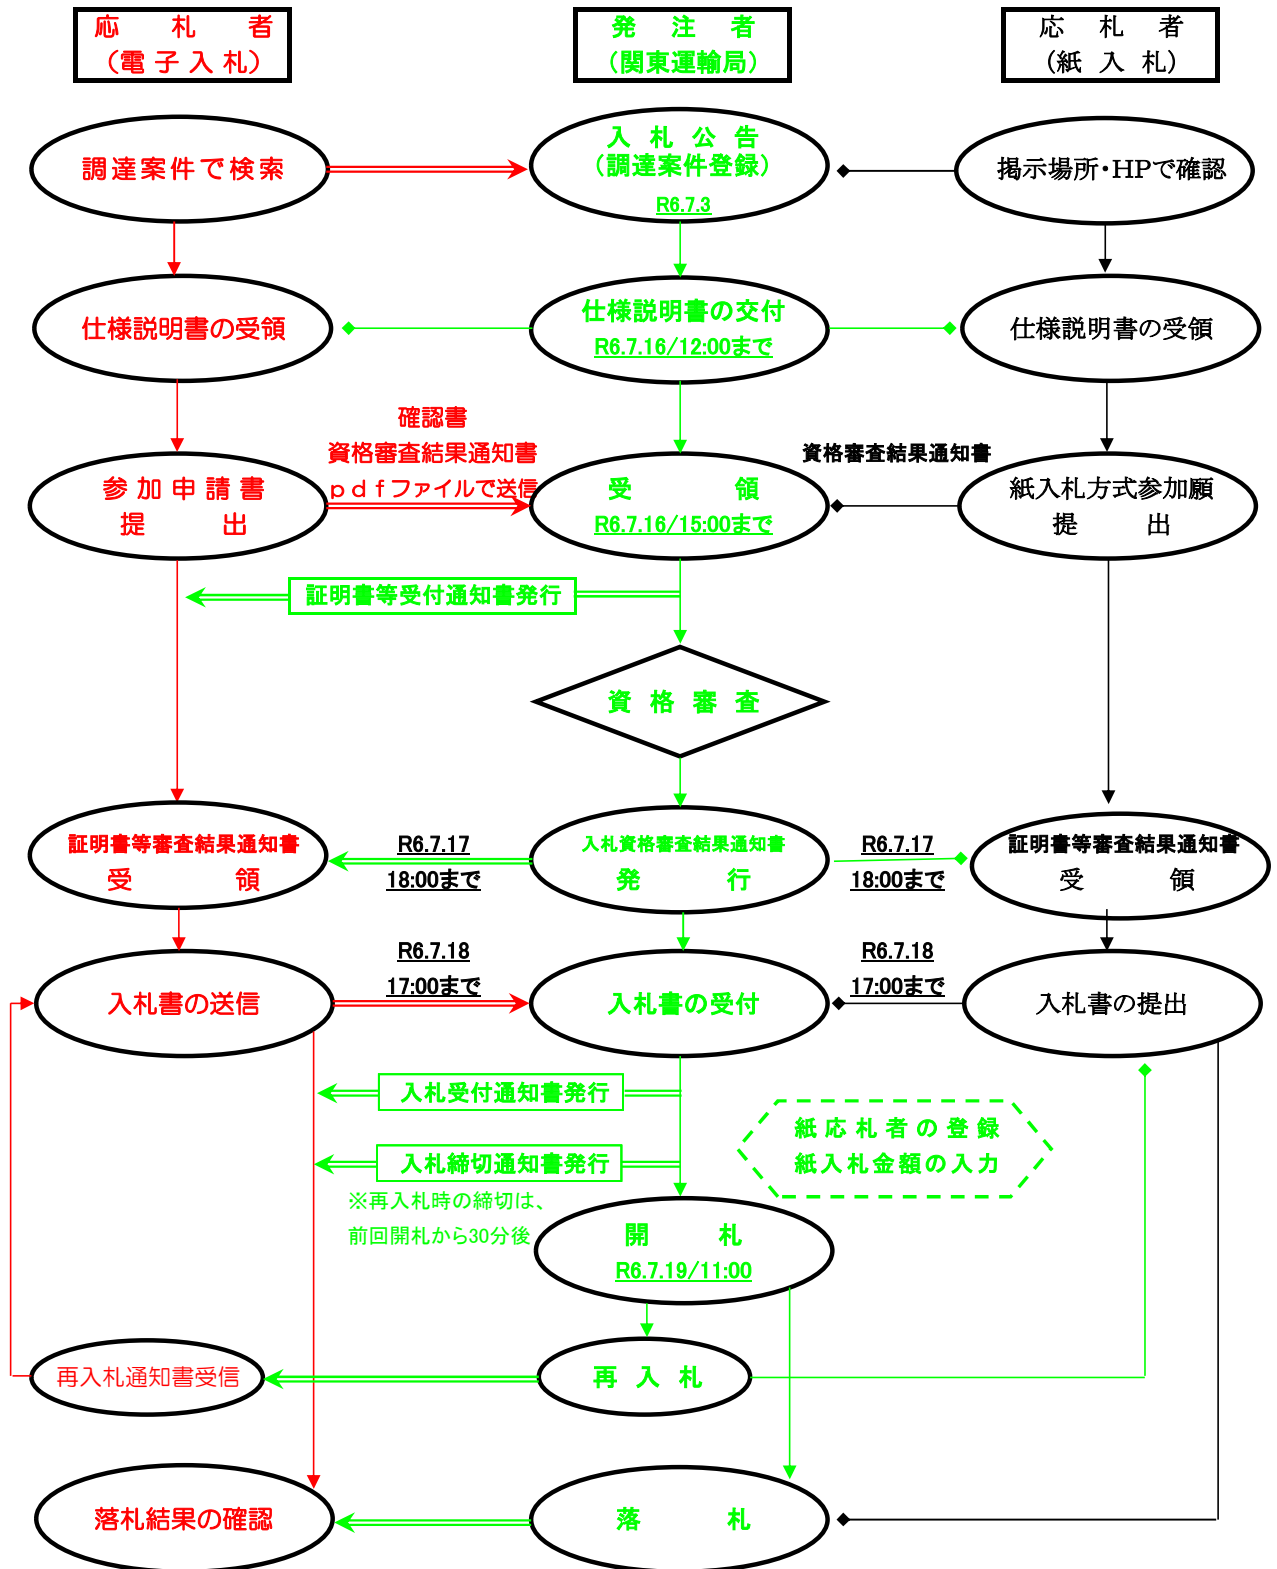 応札者
（電子入札）
発注者
（関東運輸局）
応札者
（紙入札）
調達案件で検索
入札公告
（調達案件登録）
R6.7.3
掲示場所・HPで確認
仕様説明書の受領
仕様説明書の交付
R6.7.16/12:00まで
仕様説明書の受領
確認書
資格審査結果通知書
ｐｄｆファイルで送信
資格審査結果通知書
参加申請書
提出
受領
R6.7.16/15:00まで
紙入札方式参加願
提出
証明書等受付通知書発行
資格審査
証明書等審査結果通知書
受領
R6.7.17
18:00まで
入札資格審査結果通知書
発行
R6.7.17
18:00まで
証明書等審査結果通知書
受領
入札書の送信
R6.7.18
17:00まで
入札書の受付
R6.7.18
17:00まで
入札書の提出
入札受付通知書発行
紙応札者の登録
紙入札金額の入力
入札締切通知書発行
※再入札時の締切は、
前回開札から30分後
開札
R6.7.19/11:00
再入札通知書受信
再入札
落札結果の確認
落札